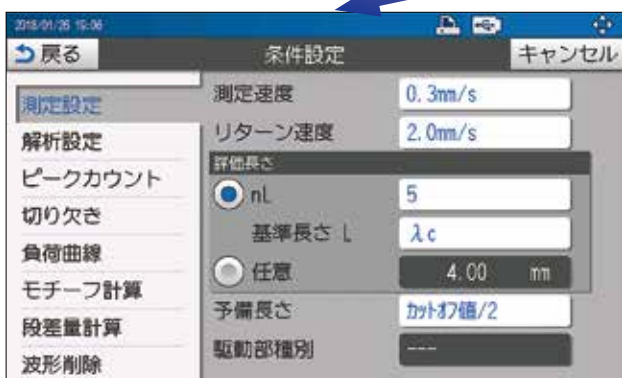 2018/01/26 19:06
戻る
条件設定
キャンセル
測定設定
解析設定
ピークカウント
切り欠き
負荷曲線
モチーフ計算
段差量計算
波形削除
測定速度 0.3mm/s
リターン速度 2.0mm/s
評価長さ
nL 5
基準長さ L λc
任意 4.00 mm
予備長さ カットオフ値/2
駆動部種別 ---